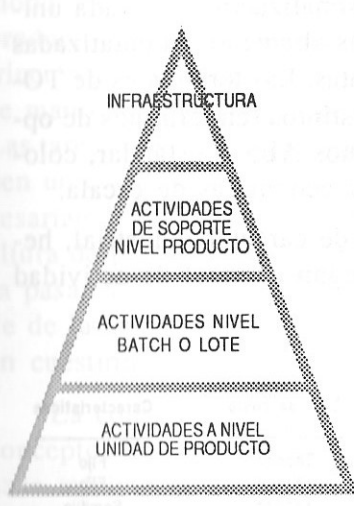 INFRAESTRUCTURA
ACTIVIDADES
DE SOPORTE
NIVEL PRODUCTO
ACTIVIDADES NIVEL
BATCH O LOTE
ACTIVIDADES A NIVEL
UNIDAD DE PRODUCTO